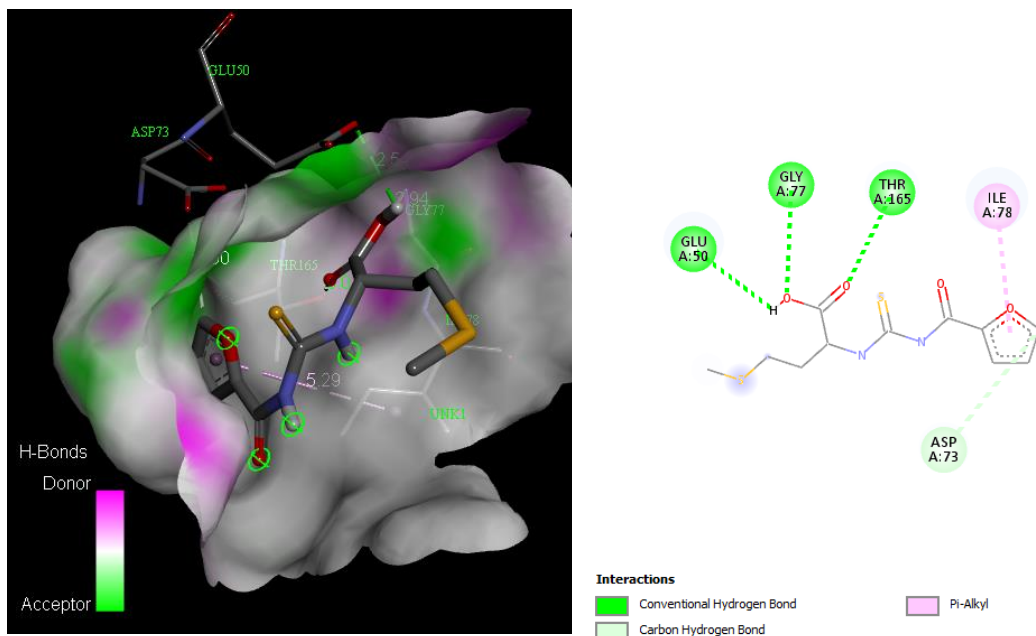 GLU50
ASP73
2.5
2.94
GLY77
THR165
5.29
UNK1
H-Bonds
Donor
Acceptor
GLY
A:77
THR
A:165
ILE
A:78
GLU
A:50
H
O
O
S
O
O
N
N
S
ASP
A:73
Interactions
Conventional Hydrogen Bond
Pi-Alkyl
Carbon Hydrogen Bond